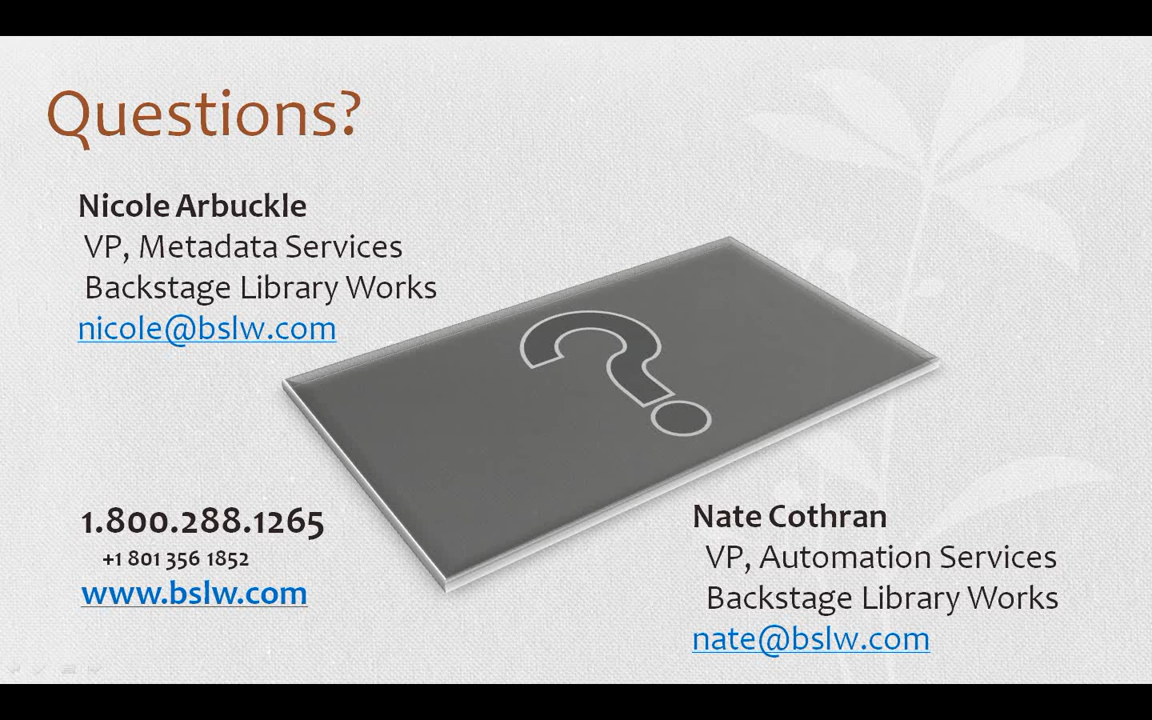 Questions?
Nicole Arbuckle
VP, Metadata Services
Backstage Library Works
nicole@bslw.com
?
1.800.288.1265
+1 801 356 1852
www.bslw.com
Nate Cothran
VP, Automation Services
Backstage Library Works
nate@bslw.com